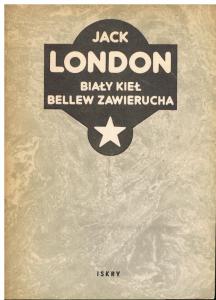 JACK
LONDON
BIAŁY KIEŁ
BELLEW ZAWIERUCHA
ISKRY